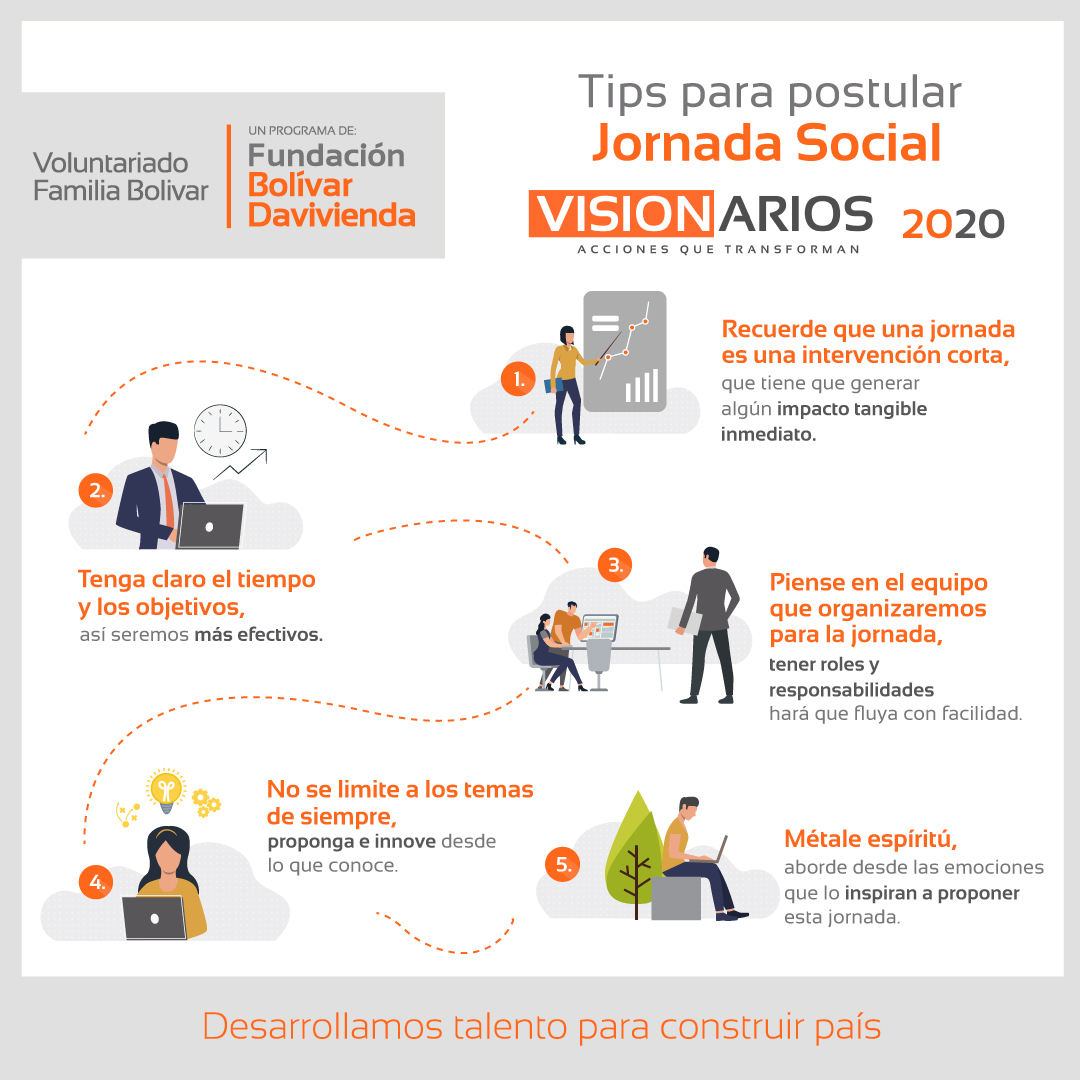 Tips para postular
Jornada Social
VISIONARIOS 2020
ACCIONES QUE TRANSFORMAN
Voluntariado
Familia Bolivar
UN PROGRAMA DE:
Fundación
Bolívar
Davivienda
1.
Recuerde que una jornada
es una intervención corta,
que tiene que generar
algún impacto tangible
inmediato.
2.
Tenga claro el tiempo
y los objetivos,
así seremos más efectivos.
3.
Piense en el equipo
que organizaremos
para la jornada,
tener roles y
responsabilidades
hará que fluya con facilidad.
4.
No se limite a los temas
de siempre,
proponga e innove desde
lo que conoce.
5.
Métale espíritú,
aborde desde las emociones
que lo inspiran a proponer
esta jornada.
Desarrollamos talento para construir país